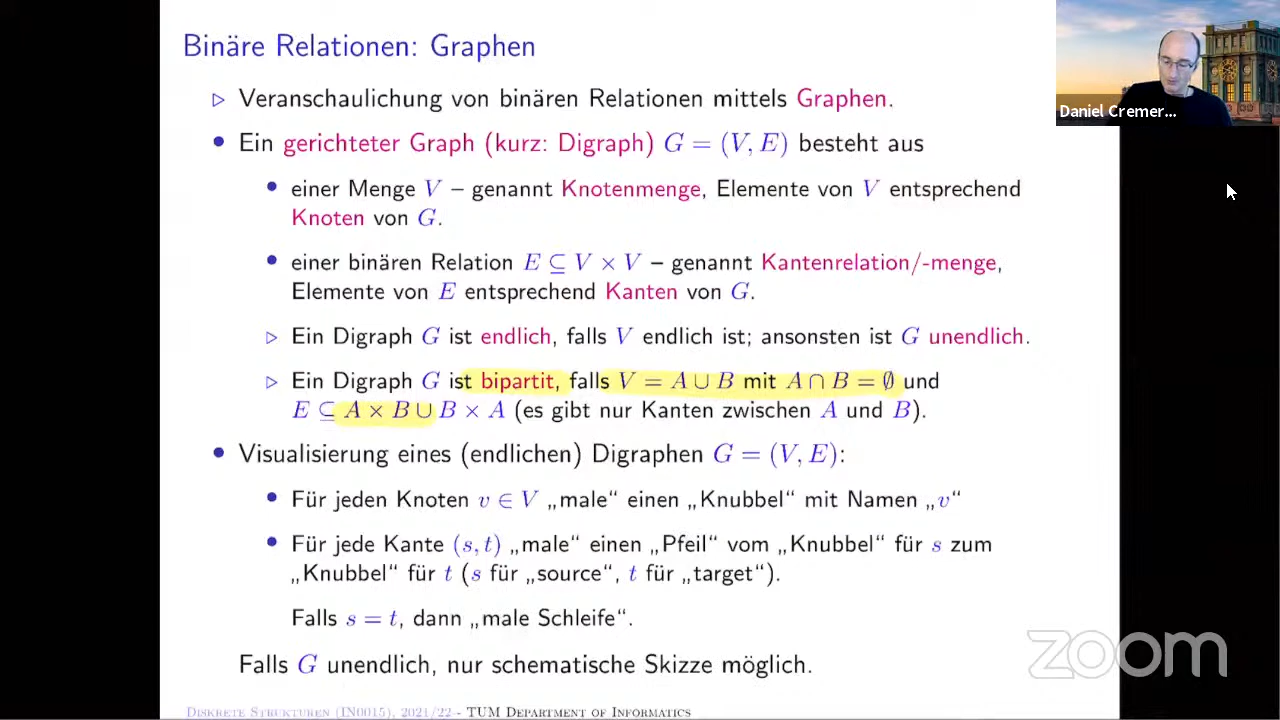 Binäre Relationen: Graphen
▷ Veranschaulichung von binären Relationen mittels Graphen.
• Ein gerichteter Graph (kurz: Digraph) G = (V, E) besteht aus
• einer Menge V – genannt Knotenmenge, Elemente von V entsprechend
Knoten von G.
• einer binären Relation E ⊆ V × V – genannt Kantenrelation/-menge,
Elemente von E entsprechend Kanten von G.
▷ Ein Digraph G ist endlich, falls V endlich ist; ansonsten ist G unendlich.
▷ Ein Digraph G ist bipartit, falls V = A ∪ B mit A ∩ B = ∅ und
E ⊆ A × B ∪ B × A (es gibt nur Kanten zwischen A und B).
• Visualisierung eines (endlichen) Digraphen G = (V, E):
• Für jeden Knoten v ∈ V „male“ einen „Knubbel“ mit Namen „v“
• Für jede Kante (s, t) „male“ einen „Pfeil“ vom „Knubbel“ für s zum
„Knubbel“ für t (s für „source“, t für „target“).
Falls s = t, dann „male Schleife“.
Falls G unendlich, nur schematische Skizze möglich.
Diskrete Strukturen (IN0015), 2021/22 - TUM Department of Informatics
Daniel Cremer...
zoom